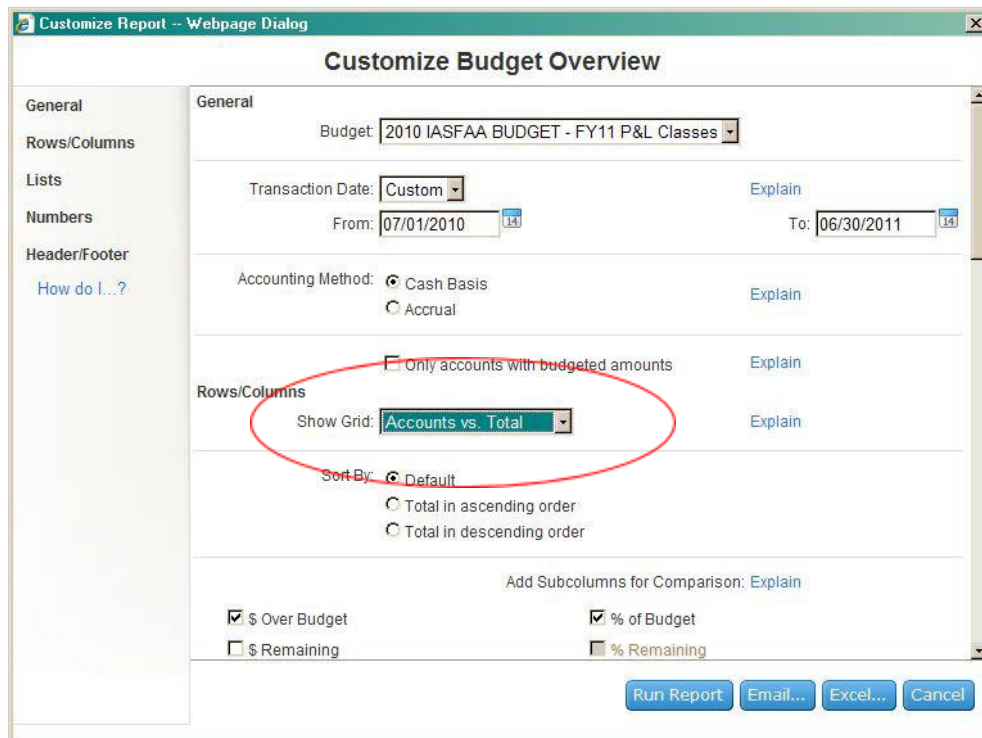 Customize Report -- Webpage Dialog
Customize Budget Overview
General
Rows/Columns
Lists
Numbers
Header/Footer
How do I...?
General
Budget: 2010 IASFAA BUDGET - FY11 P&L Classes
Transaction Date: Custom Explain
From: 07/01/2010 14 To: 06/30/2011 14
Accounting Method: Cash Basis Explain
Accrual
Only accounts with budgeted amounts Explain
Rows/Columns
Show Grid: Accounts vs. Total Explain
Sort By: Default
Total in ascending order
Total in descending order
Add Subcolumns for Comparison: Explain
$ Over Budget % of Budget
$ Remaining % Remaining
Run Report Email... Excel... Cancel